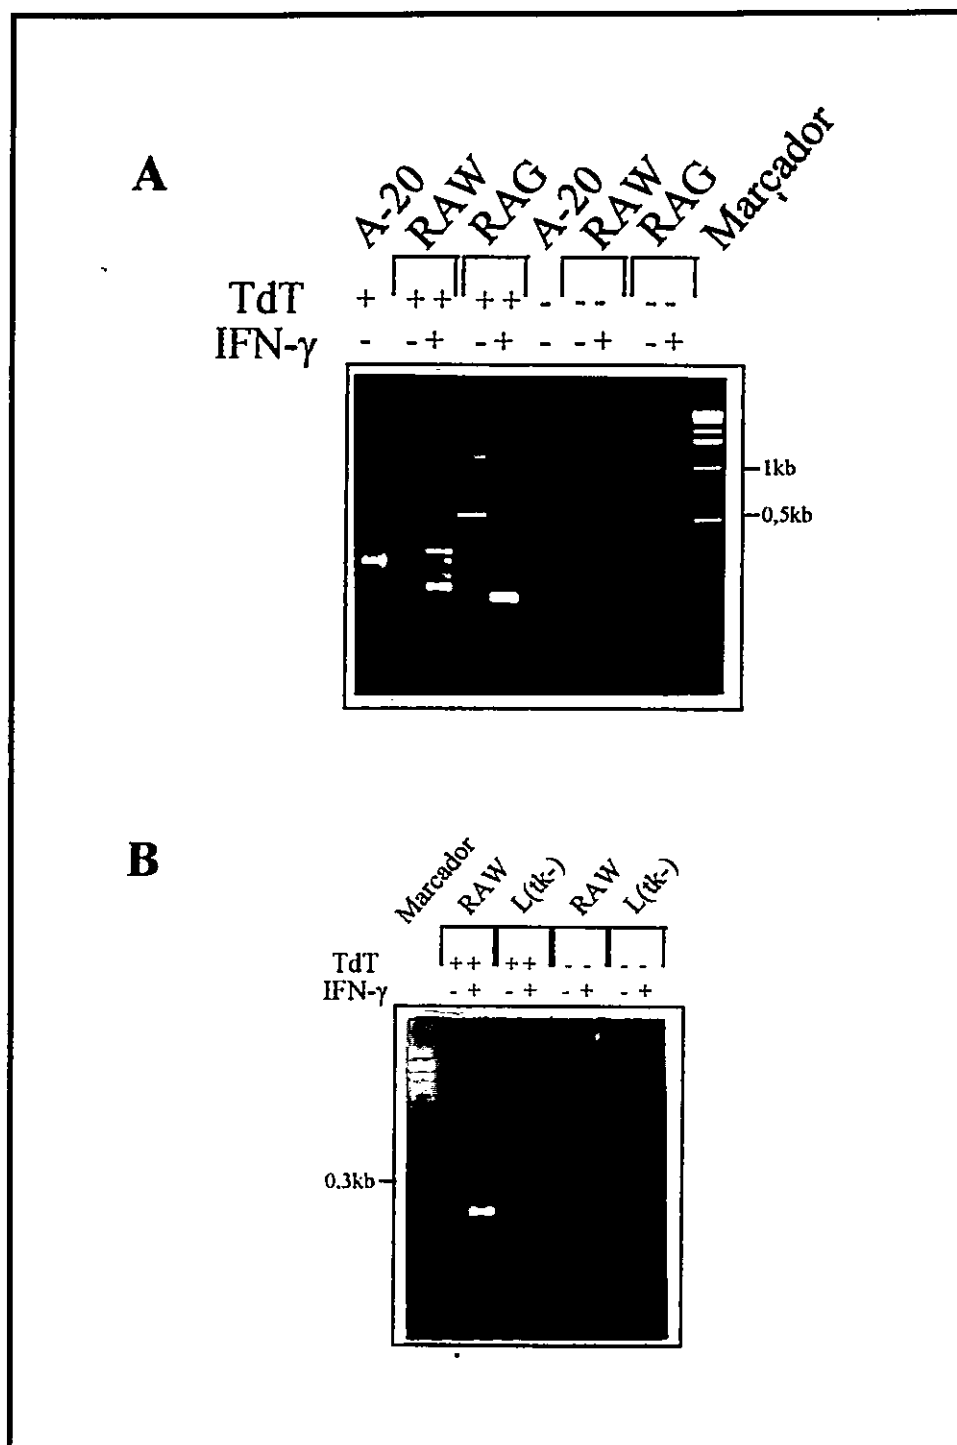 A
A-20 RAW RAG A-20 RAW RAG Marcador
TdT + ++ ++ - -- --
IFN-γ - -+ -+ - -+ -+
1kb
0,5kb
B
Marcador RAW L(tk-) RAW L(tk-)
TdT ++ ++ -- --
IFN-γ -+ -+ -+ -+
0,3kb